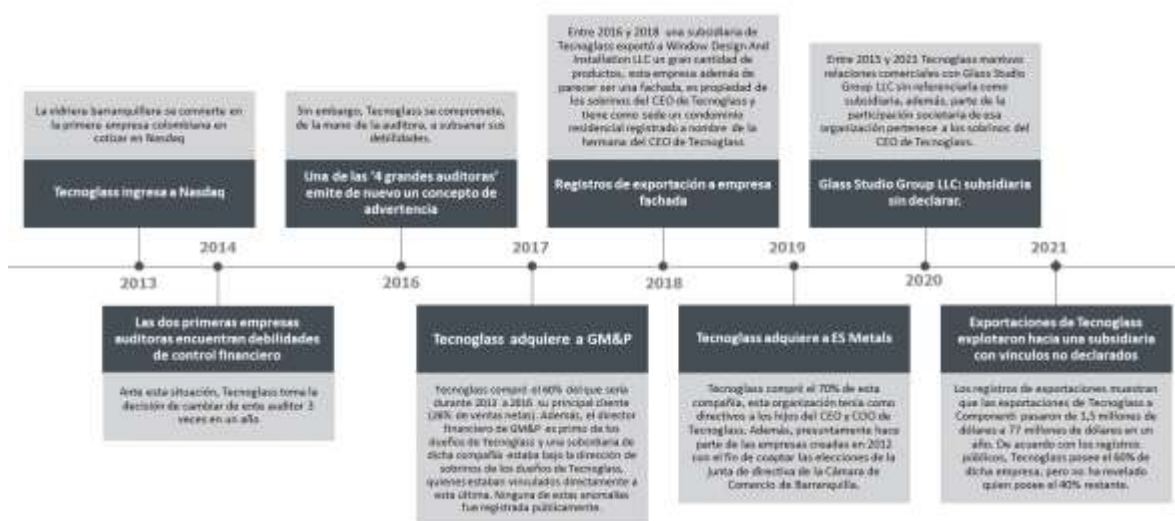 La vidriera barranquillera se convierte en
la primera empresa colombiana en
cotizar en Nasdaq
Tecnoglass ingresa a Nasdaq
2013
2014
Las dos primeras empresas
auditoras encuentran debilidades
de control financiero
Ante esta situación, Tecnoglass toma la
decisión de cambiar de ente auditor 3
veces en un año
Sin embargo, Tecnoglass se compromete,
de la mano de la auditora, a subsanar sus
debilidades.
Una de las '4 grandes auditoras'
emite de nuevo un concepto de
advertencia
2016
2017
Tecnoglass adquiere a GM&P
Tecnoglass compró el 60% del que sería
durante 2013 a 2016 su principal cliente
(26% de ventas netas). Además, el director
financiero de GM&P es primo de los
dueños de Tecnoglass y una subsidiaria de
dicha compañía estaba bajo la dirección de
sobrinos de los dueños de Tecnoglass,
quienes estaban vinculados directamente a
esta última. Ninguna de estas anomalías
fue registrada públicamente.
Entre 2016 y 2018 una subsidiaria de
Tecnoglass exportó a Window Design And
Installation LLC un gran cantidad de
productos, esta empresa además de
parecer ser una fachada, es propiedad de
los sobrinos del CEO de Tecnoglass y
tiene como sede un condominio
residencial registrado a nombre de la
hermana del CEO de Tecnoglass
Registros de exportación a empresa
fachada
2018
2019
Tecnoglass adquiere a ES Metals
Tecnoglass compró el 70% de esta
compañía, esta organización tenía como
directivos a los hijos del CEO y COO de
Tecnoglass. Además, presuntamente hace
parte de las empresas creadas en 2012
con el fin de cooptar las elecciones de la
Junta de directiva de la Cámara de
Comercio de Barranquilla.
Entre 2015 y 2021 Tecnoglass mantuvo
relaciones comerciales con Glass Studio
Group LLC sin referenciarla como
subsidiaria, además, parte de la
participación societaria de esa
organización pertenece a los sobrinos del
CEO de Tecnoglass.
Glass Studio Group LLC: subsidiaria
sin declarar.
2020
2021
Exportaciones de Tecnoglass
explotaron hacia una subsidiaria
con vínculos no declarados
Los registros de exportaciones muestran
que las exportaciones de Tecnoglass a
Componenti pasaron de 1,5 millones de
dólares a 77 millones de dólares en un
año. De acuerdo con los registros
públicos, Tecnoglass posee el 60% de
dicha empresa, pero no ha revelado
quien posee el 40% restante.